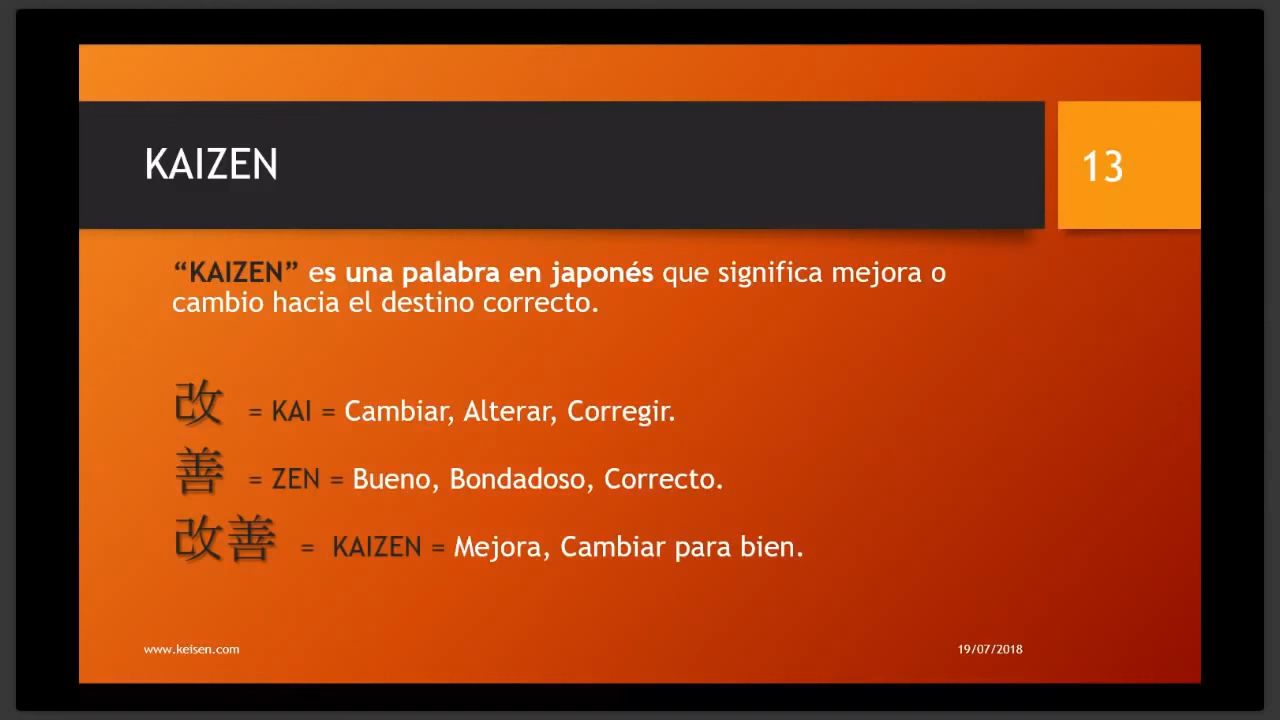 KAIZEN
13
“KAIZEN” es una palabra en japonés que significa mejora o
cambio hacia el destino correcto.
改 = KAI = Cambiar, Alterar, Corregir.
善 = ZEN = Bueno, Bondadoso, Correcto.
改善 = KAIZEN = Mejora, Cambiar para bien.
www.keisen.com
19/07/2018